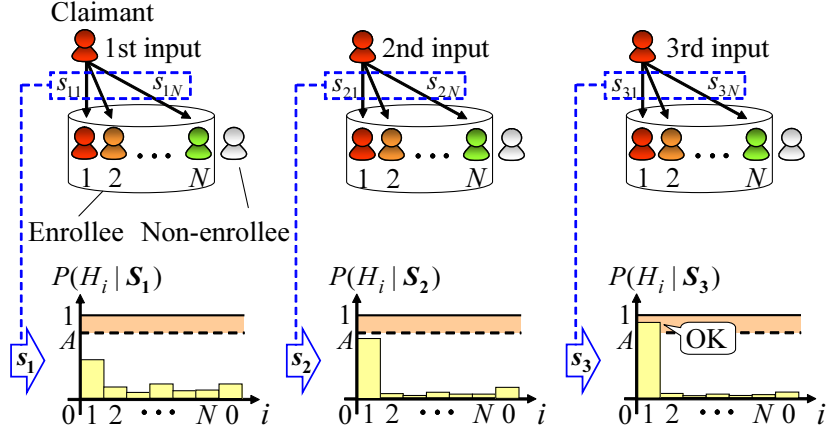 Claimant
1st input
2nd input
3rd input
s11 s1N
s21 s2N
s31 s3N
1 2 ••• N
1 2 ••• N
1 2 ••• N
Enrollee Non-enrollee
P(Hi | S1)
P(Hi | S2)
P(Hi | S3)
1
1
1
A
A
A
OK
s1
s2
s3
0 1 2 ••• N 0 i
0 1 2 ••• N 0 i
0 1 2 ••• N 0 i